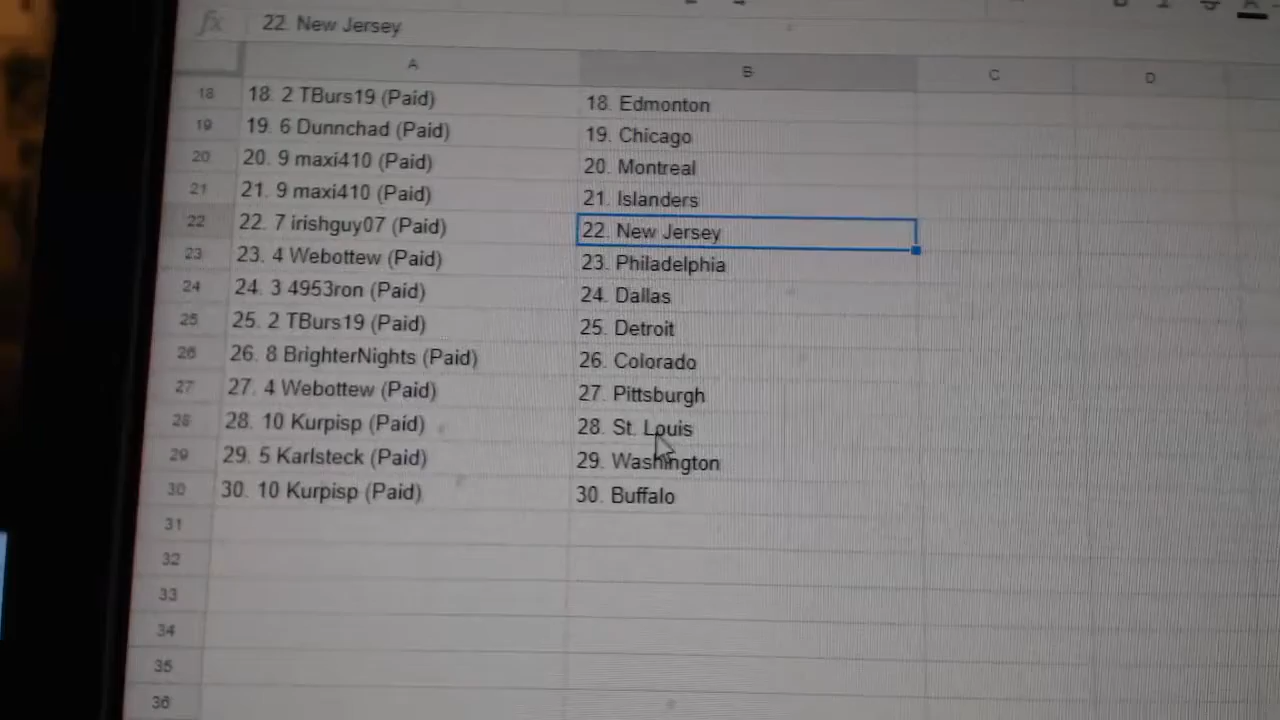 fx 22. New Jersey
A B C D
18 18. 2 TBurs19 (Paid) 18. Edmonton
19 19. 6 Dunnchad (Paid) 19. Chicago
20 20. 9 maxi410 (Paid) 20. Montreal
21 21. 9 maxi410 (Paid) 21. Islanders
22 22. 7 irishguy07 (Paid) 22. New Jersey
23 23. 4 Webottew (Paid) 23. Philadelphia
24 24. 3 4953ron (Paid) 24. Dallas
25 25. 2 TBurs19 (Paid) 25. Detroit
26 26. 8 BrighterNights (Paid) 26. Colorado
27 27. 4 Webottew (Paid) 27. Pittsburgh
28 28. 10 Kurpisp (Paid) 28. St. Louis
29 29. 5 Karlsteck (Paid) 29. Washington
30 30. 10 Kurpisp (Paid) 30. Buffalo
31
32
33
34
35
36